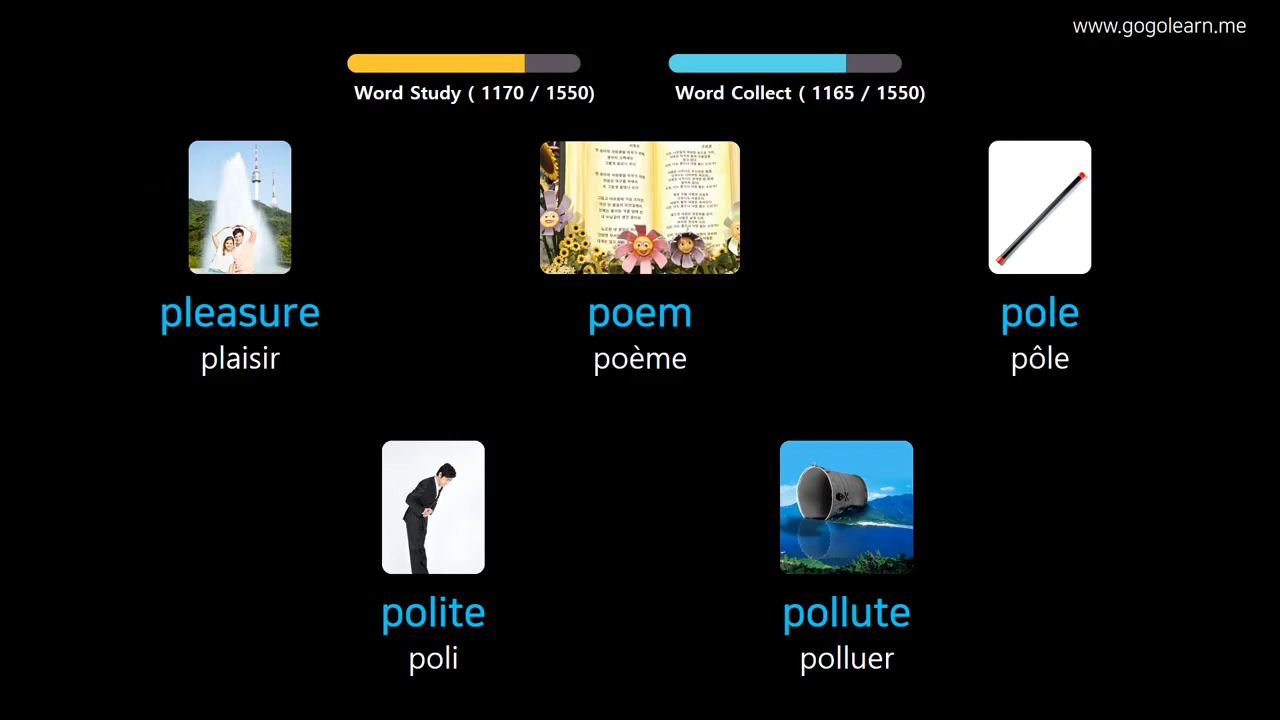 www.gogolearn.me
Word Study ( 1170 / 1550)
Word Collect ( 1165 / 1550)
pleasure
plaisir
poem
poème
pole
pôle
polite
poli
pollute
polluer